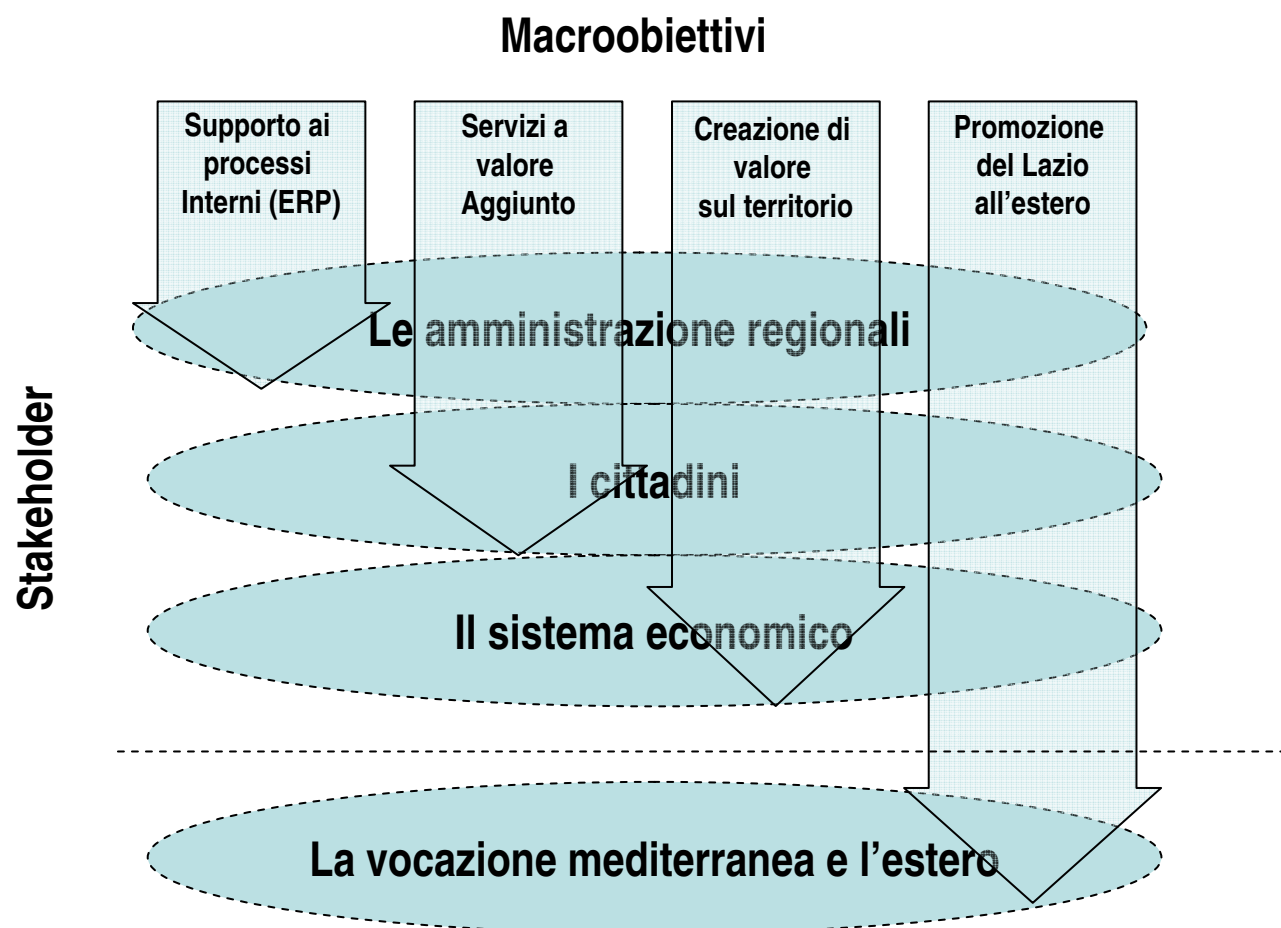 Macroobiettivi
Supporto ai
processi
Interni (ERP)
Servizi a
valore
Aggiunto
Creazione di
valore
sul territorio
Promozione
del Lazio
all’estero
Stakeholder
Le amministrazione regionali
I cittadini
Il sistema economico
La vocazione mediterranea e l’estero